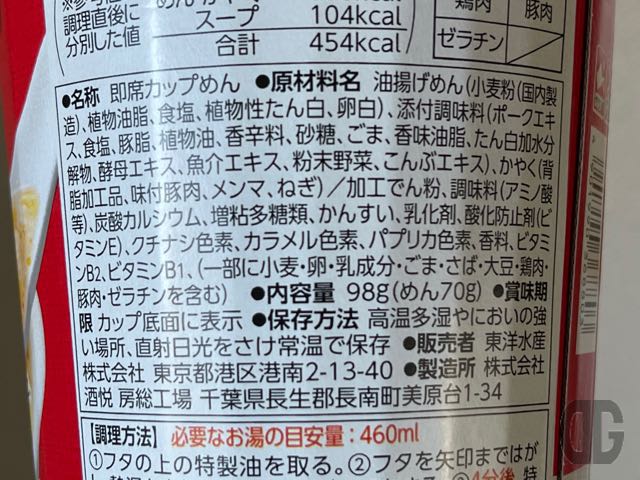 調理直後に
分別した値
スープ 104kcal
合計 454kcal
鶏肉 豚肉
ゼラチン
●名称 即席カップめん ●原材料名 油揚げめん(小麦粉(国内製
造)、植物油脂、食塩、植物性たん白、卵白)、添付調味料(ポークエキ
ス、食塩、豚脂、植物油、香辛料、砂糖、ごま、香味油脂、たん白加水分
解物、酵母エキス、魚介エキス、粉末野菜、こんぶエキス)、かやく(背
脂加工品、味付豚肉、メンマ、ねぎ)/加工でん粉、調味料(アミノ酸
等)、炭酸カルシウム、増粘多糖類、かんすい、乳化剤、酸化防止剤(ビ
タミンE)、クチナシ色素、カラメル色素、パプリカ色素、香料、ビタミ
ンB2、ビタミンB1、(一部に小麦・卵・乳成分・ごま・さば・大豆・鶏肉・
豚肉・ゼラチンを含む) ●内容量 98g(めん70g) ●賞味期
限 カップ底面に表示 ●保存方法 高温多湿やにおいの強
い場所、直射日光をさけ常温で保存 ●販売者 東洋水産
株式会社 東京都港区港南2-13-40 ●製造所 株式会社
酒悦 房総工場 千葉県長生郡長南町美原台1-34
【調理方法】 必要なお湯の目安量:460ml
①フタの上の特製油を取る。②フタを矢印まではが
DG